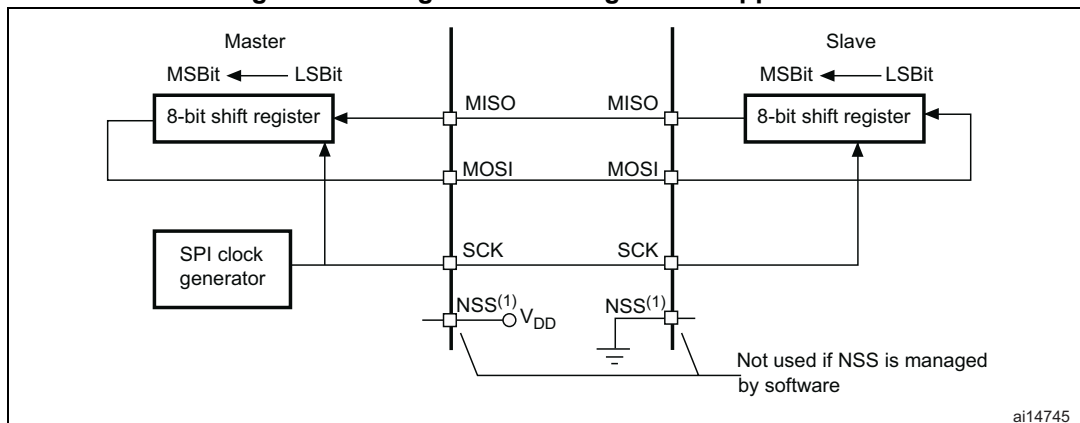 Master
Slave
MSBit LSBit
MSBit LSBit
8-bit shift register
MISO
MISO
8-bit shift register
MOSI
MOSI
SPI clock
generator
SCK
SCK
NSS(1)
VDD
NSS(1)
Not used if NSS is managed
by software
ai14745